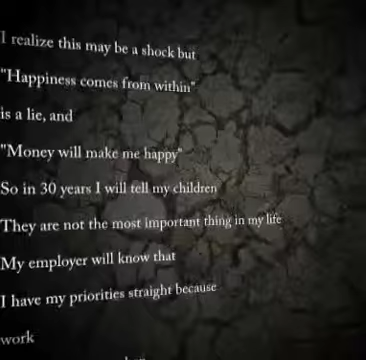 I realize this may be a shock but
"Happiness comes from within"
is a lie, and
"Money will make me happy"
So in 30 years I will tell my children
They are not the most important thing in my life
My employer will know that
I have my priorities straight because
work